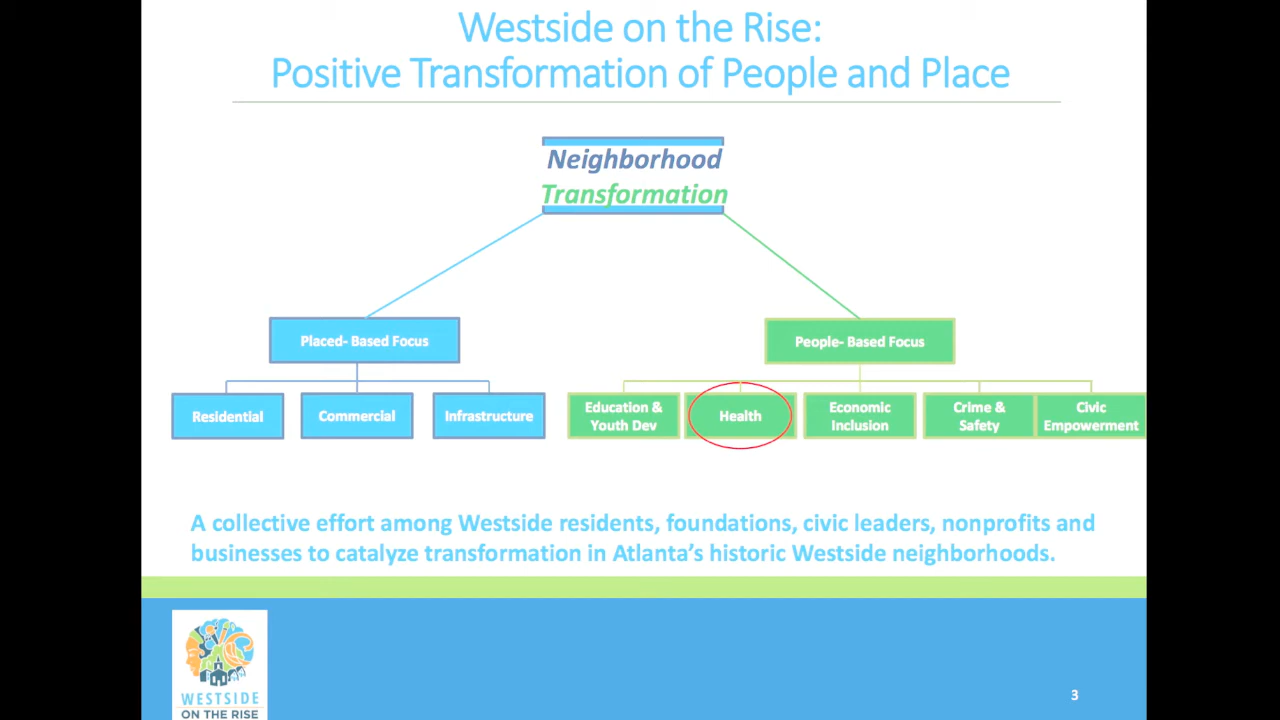 Westside on the Rise:
Positive Transformation of People and Place
Neighborhood
Transformation
Placed- Based Focus
People- Based Focus
Residential
Commercial
Infrastructure
Education &
Youth Dev
Health
Economic
Inclusion
Crime &
Safety
Civic
Empowerment
A collective effort among Westside residents, foundations, civic leaders, nonprofits and
businesses to catalyze transformation in Atlanta’s historic Westside neighborhoods.
WESTSIDE
ON THE RISE
3